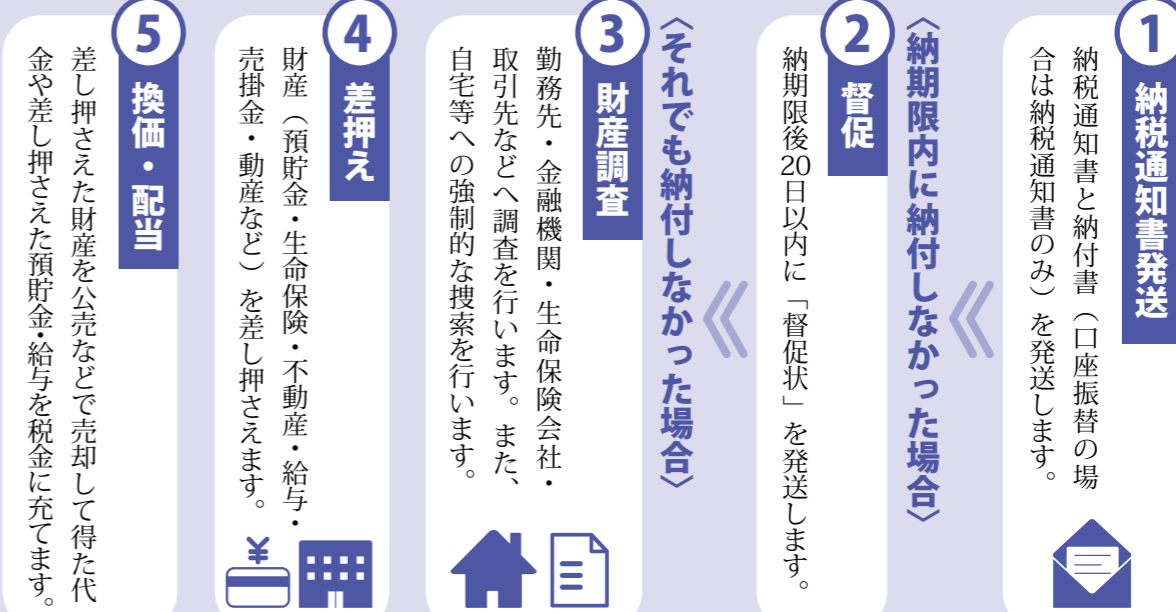 1
納税通知書発送
納税通知書と納付書（口座振替の場
合は納税通知書のみ）を発送します。
〈納期限内に納付しなかった場合〉
2
督促
納期限後20日以内に「督促状」を発送します。
〈それでも納付しなかった場合〉
3
財産調査
勤務先・金融機関・生命保険会社・
取引先などへ調査を行います。また、
自宅等への強制的な捜索を行います。
4
差押え
財産（預貯金・生命保険・不動産・給与・
売掛金・動産など）を差し押さえます。
¥
5
換価・配当
差し押さえた財産を公売などで売却して得た代
金や差し押さえた預貯金・給与を税金に充てます。